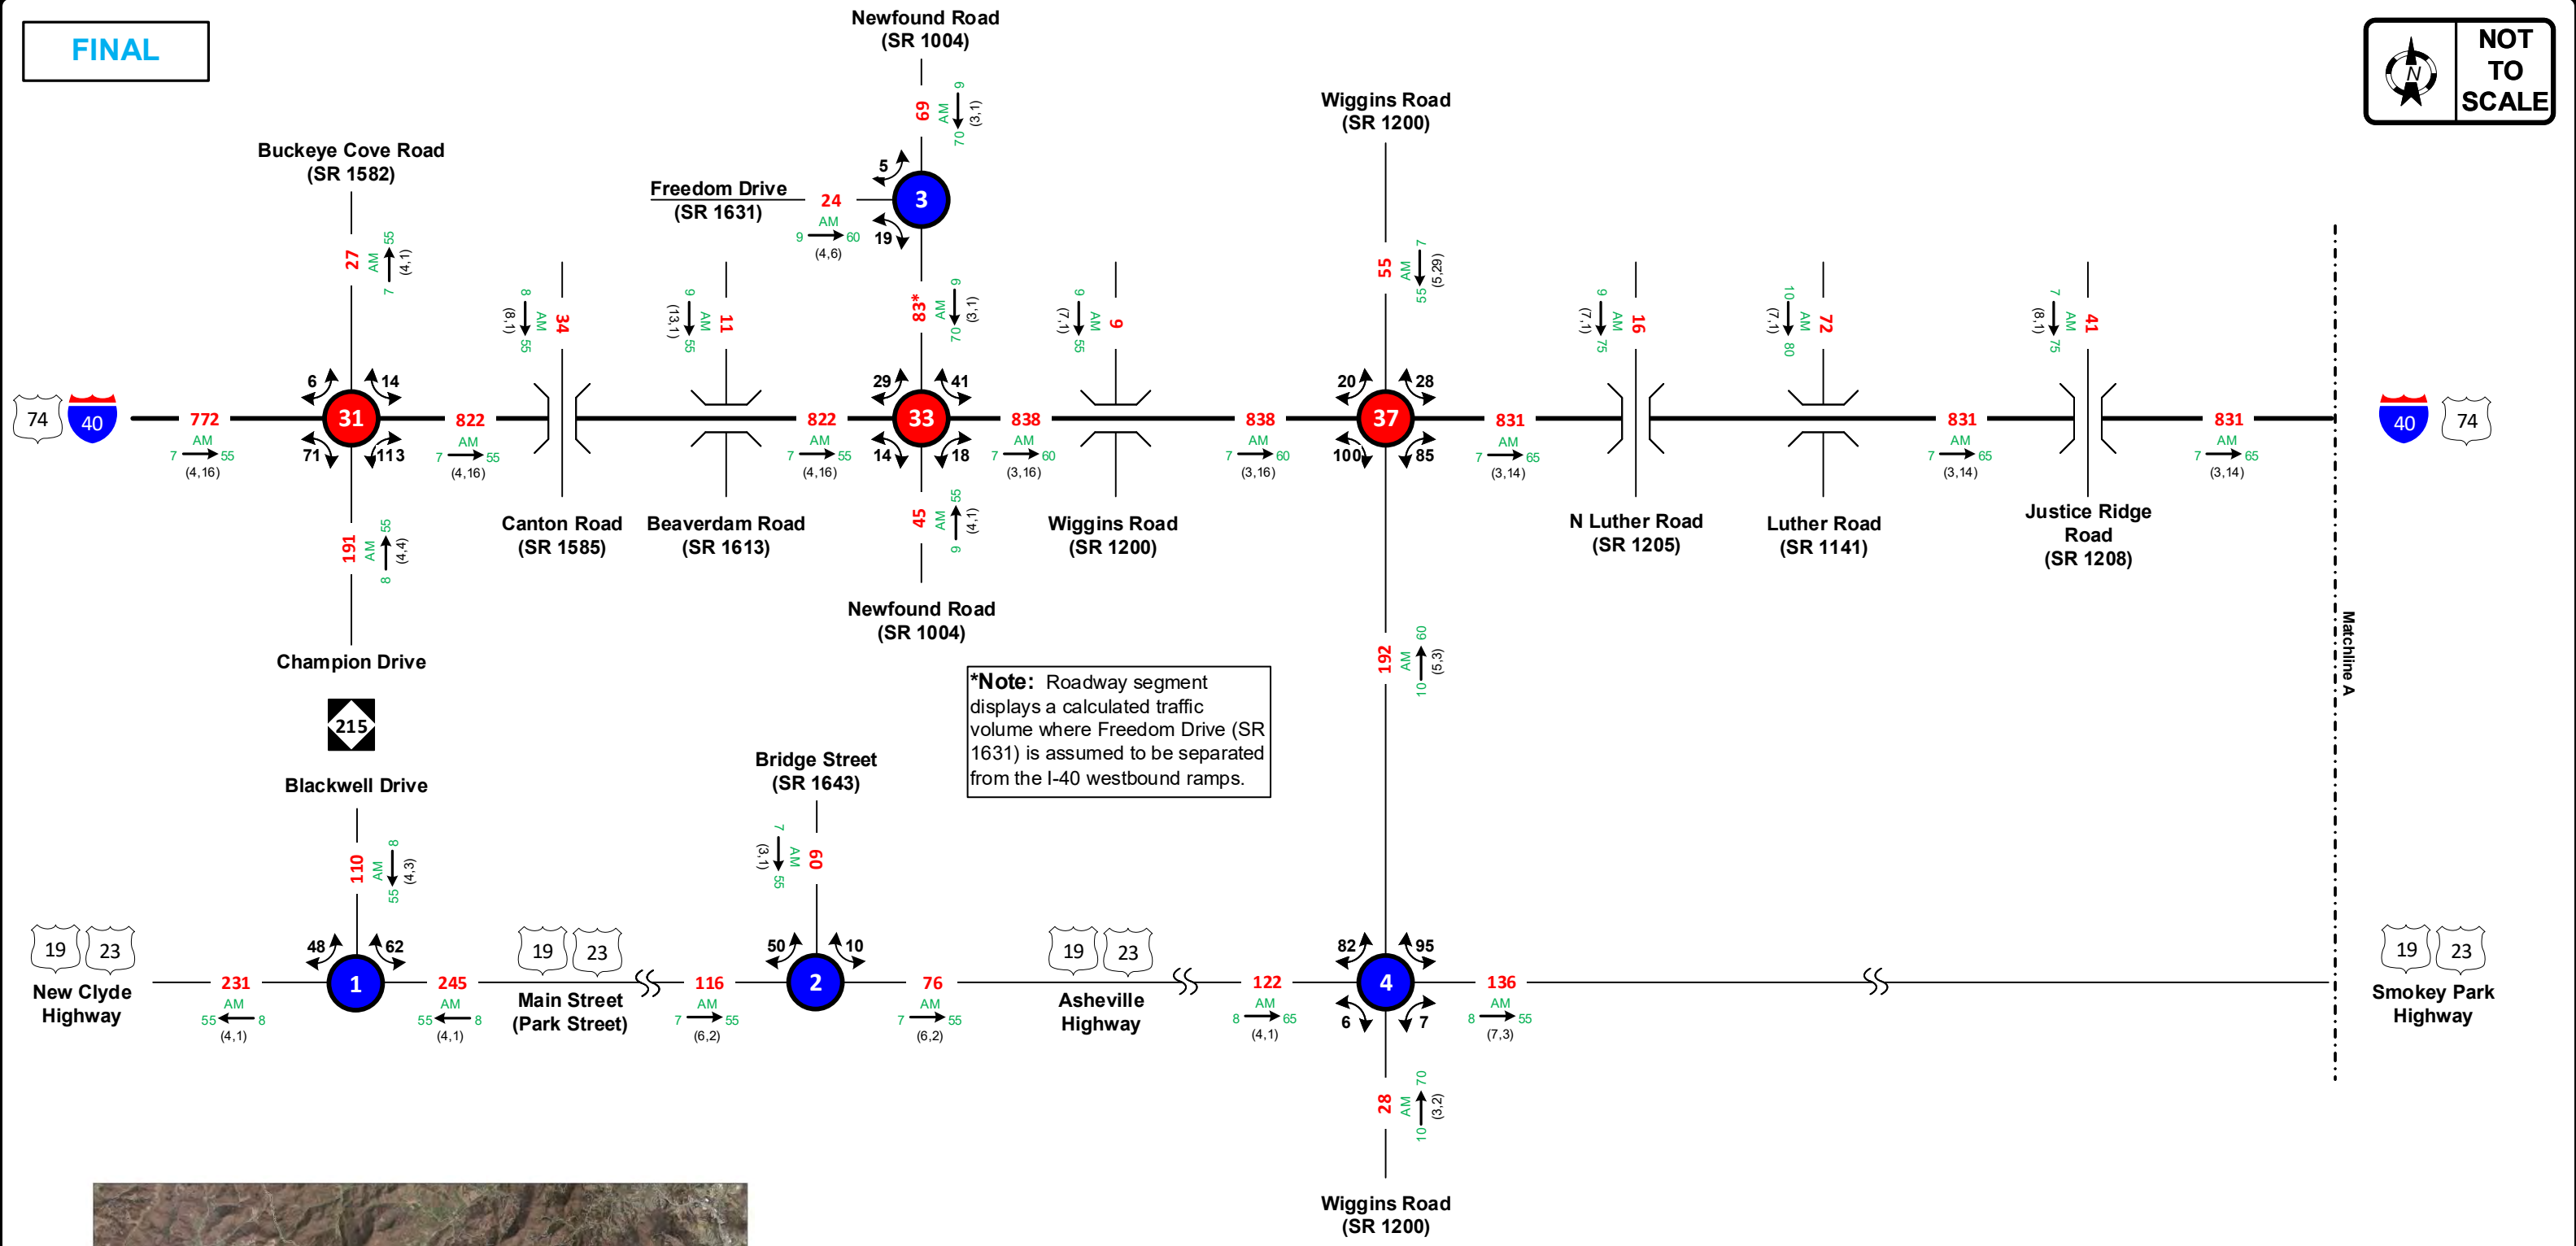 FINAL
NOT
TO
SCALE
N
Newfound Road
(SR 1004)
69
AM
9
70
(3,1)
Wiggins Road
(SR 1200)
Buckeye Cove Road
(SR 1582)
Freedom Drive
(SR 1631)
24
AM
9 60
(4,6)
5
3
19
27
AM
55
7
(4,1)
83*
AM
9
70
(3,1)
55
AM
7
55
(5,29)
8
AM
55
(8,1)
34
9
AM
55
(13,1)
11
9
AM
55
(7,1)
9
9
AM
75
(7,1)
16
10
AM
80
(7,1)
72
7
AM
75
(8,1)
41
74
40
772
AM
7 55
(4,16)
6
14
31
71
113
822
AM
7 55
(4,16)
822
AM
7 55
(4,16)
29
41
33
14
18
838
AM
7 60
(3,16)
838
AM
7 60
(3,16)
20
28
37
100
85
831
AM
7 65
(3,14)
831
AM
7 65
(3,14)
831
AM
7 65
(3,14)
40
74
191
AM
55
8
(4,4)
Canton Road
(SR 1585)
Beaverdam Road
(SR 1613)
45
AM
55
9
(4,1)
Wiggins Road
(SR 1200)
N Luther Road
(SR 1205)
Luther Road
(SR 1141)
Justice Ridge
Road
(SR 1208)
Newfound Road
(SR 1004)
Champion Drive
215
192
AM
60
10
(5,3)
Matchline A
*Note: Roadway segment
displays a calculated traffic
volume where Freedom Drive (SR
1631) is assumed to be separated
from the I-40 westbound ramps.
Blackwell Drive
Bridge Street
(SR 1643)
110
AM
8
55
(4,3)
7
AM
55
(3,1)
60
19
23
New Clyde
Highway
231
AM
55 8
(4,1)
48
62
1
245
AM
55 8
(4,1)
19
23
Main Street
(Park Street)
116
AM
7 55
(6,2)
50
10
2
76
AM
7 55
(6,2)
19
23
Asheville
Highway
122
AM
8 65
(4,1)
82
95
4
6
7
136
AM
8 55
(7,3)
19
23
Smokey Park
Highway
28
AM
70
10
(3,2)
Wiggins Road
(SR 1200)